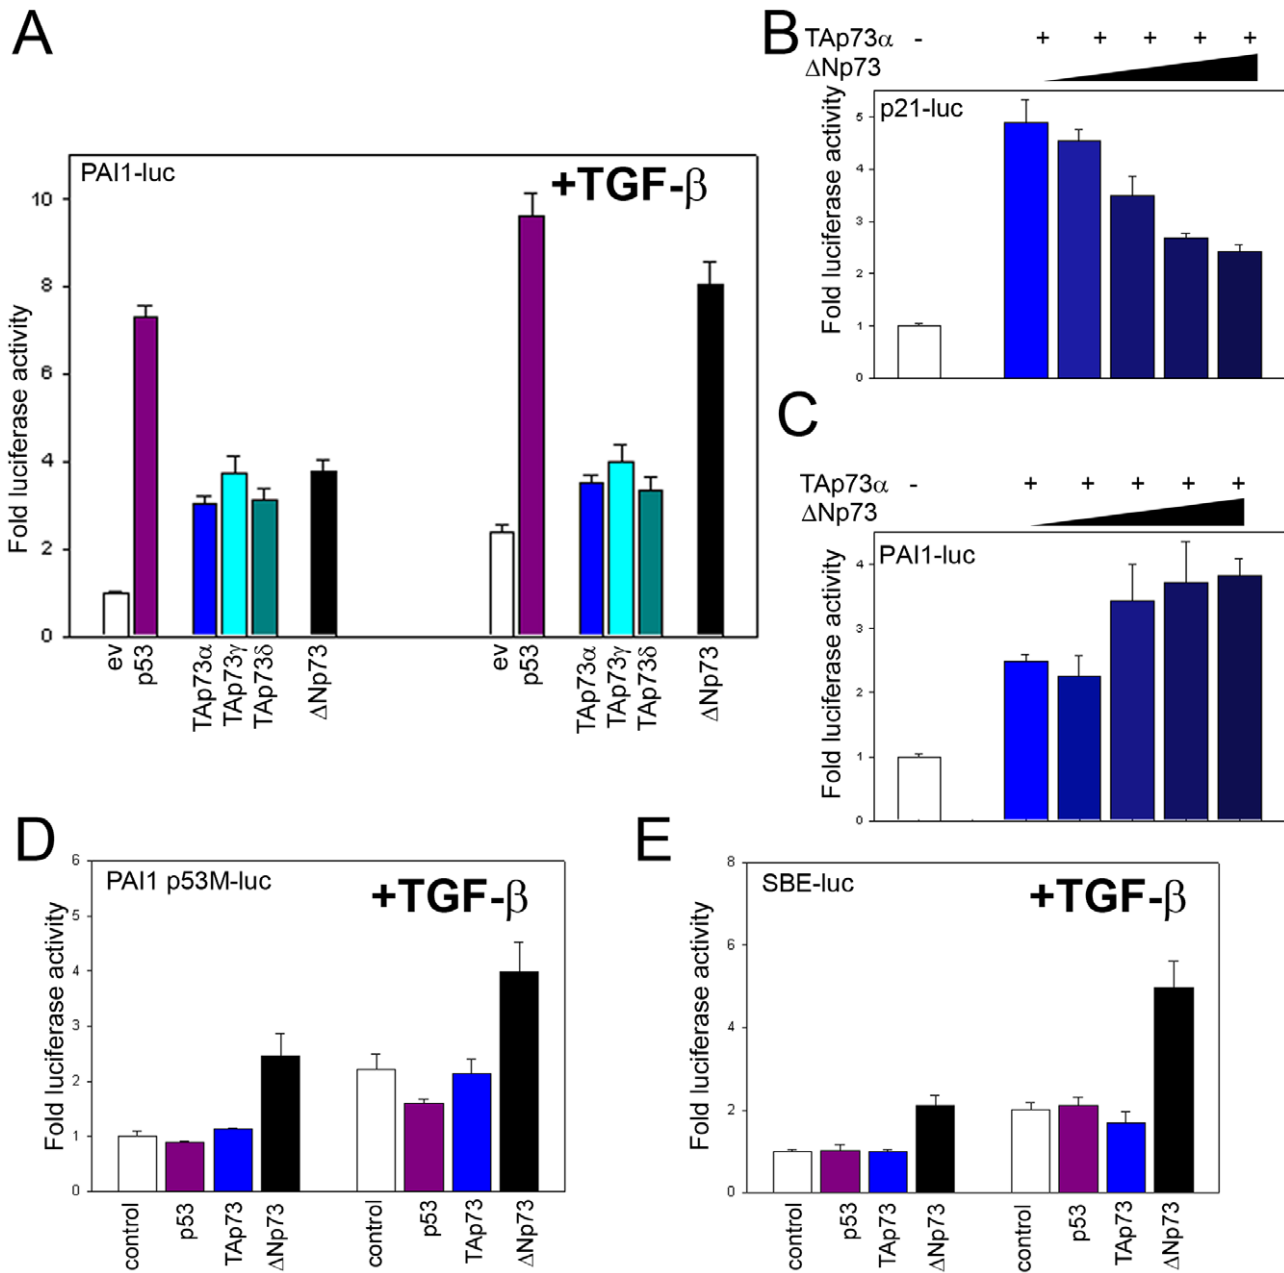 A
PAI1-luc
+TGF-β
Fold luciferase activity
10
8
6
4
2
0
ev
p53
TAp73α
TAp73γ
TAp73δ
ΔNp73
ev
p53
TAp73α
TAp73γ
TAp73δ
ΔNp73
B
TAp73α - + + + + +
ΔNp73
p21-luc
Fold luciferase activity
5
4
3
2
1
0
C
TAp73α - + + + + +
ΔNp73
PAI1-luc
Fold luciferase activity
4
3
2
1
0
D
PAI1 p53M-luc
+TGF-β
Fold luciferase activity
6
5
4
3
2
1
0
control
p53
TAp73
ΔNp73
control
p53
TAp73
ΔNp73
E
SBE-luc
+TGF-β
Fold luciferase activity
8
6
4
2
0
control
p53
TAp73
ΔNp73
control
p53
TAp73
ΔNp73